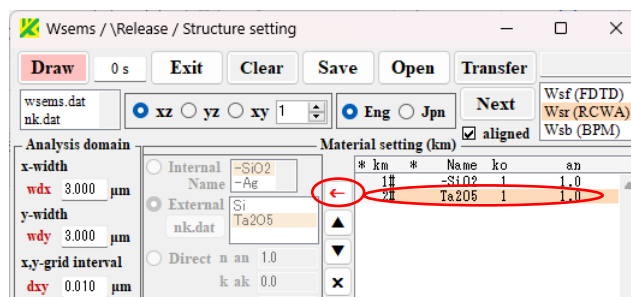 Wsems / \Release / Structure setting
Draw 0 s Exit Clear Save Open Transfer
wsems.dat
nk.dat
xz yz xy 1 Eng Jpn Next aligned
Wsf (FDTD)
Wsr (RCWA)
Wsb (BPM)
Analysis domain
x-width
wdx 3.000 μm
y-width
wdy 3.000 μm
x,y-grid interval
dxy 0.010 μm
Material setting (km)
Internal Name
-SiO2
-Ag
External
nk.dat
Si
Ta2O5
Direct n an 1.0
k ak 0.0
←
▲
▼
x
* km * Name ko an
1# -SiO2 1 1.0
2# Ta2O5 1 1.0